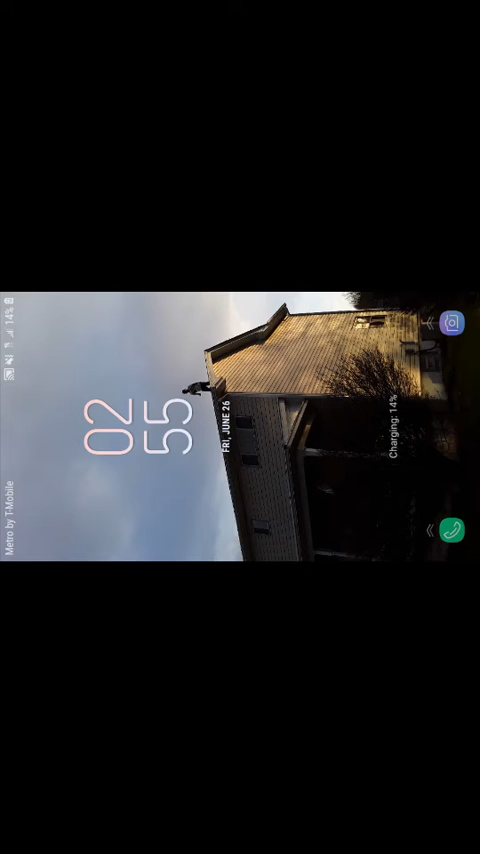 Metro by T-Mobile
14%
02
55
FRI, JUNE 26
Charging: 14%